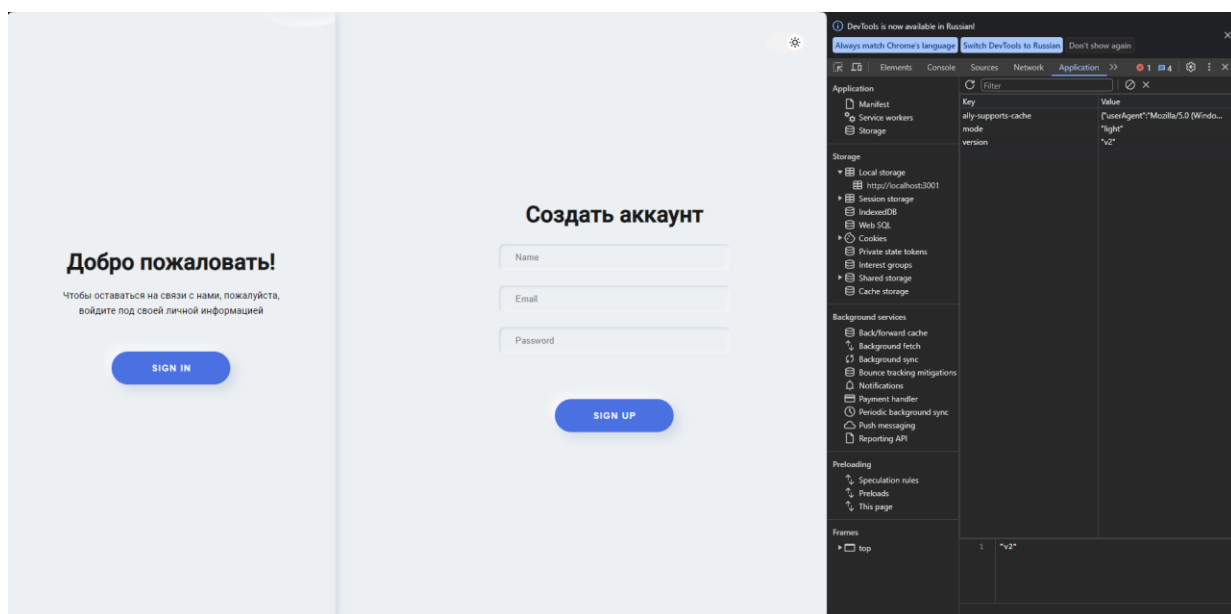 Добро пожаловать!
Чтобы оставаться на связи с нами, пожалуйста,
войдите под своей личной информацией
SIGN IN
Создать аккаунт
Name
Email
Password
SIGN UP
DevTools is now available in Russian!
Always match Chrome's language Switch DevTools to Russian Don't show again
Elements Console Sources Network Application 1 4
Application
Manifest
Service workers
Storage
Storage
Local storage
http://localhost:3001
Session storage
IndexedDB
Web SQL
Cookies
Private state tokens
Interest groups
Shared storage
Cache storage
Background services
Back/forward cache
Background fetch
Background sync
Bounce tracking mitigations
Notifications
Payment handler
Periodic background sync
Push messaging
Reporting API
Preloading
Speculation rules
Preloads
This page
Frames
top
Filter
Key Value
ally-supports-cache {"userAgent":"Mozilla/5.0 (Windo...
mode "light"
version "v2"
1 "v2"